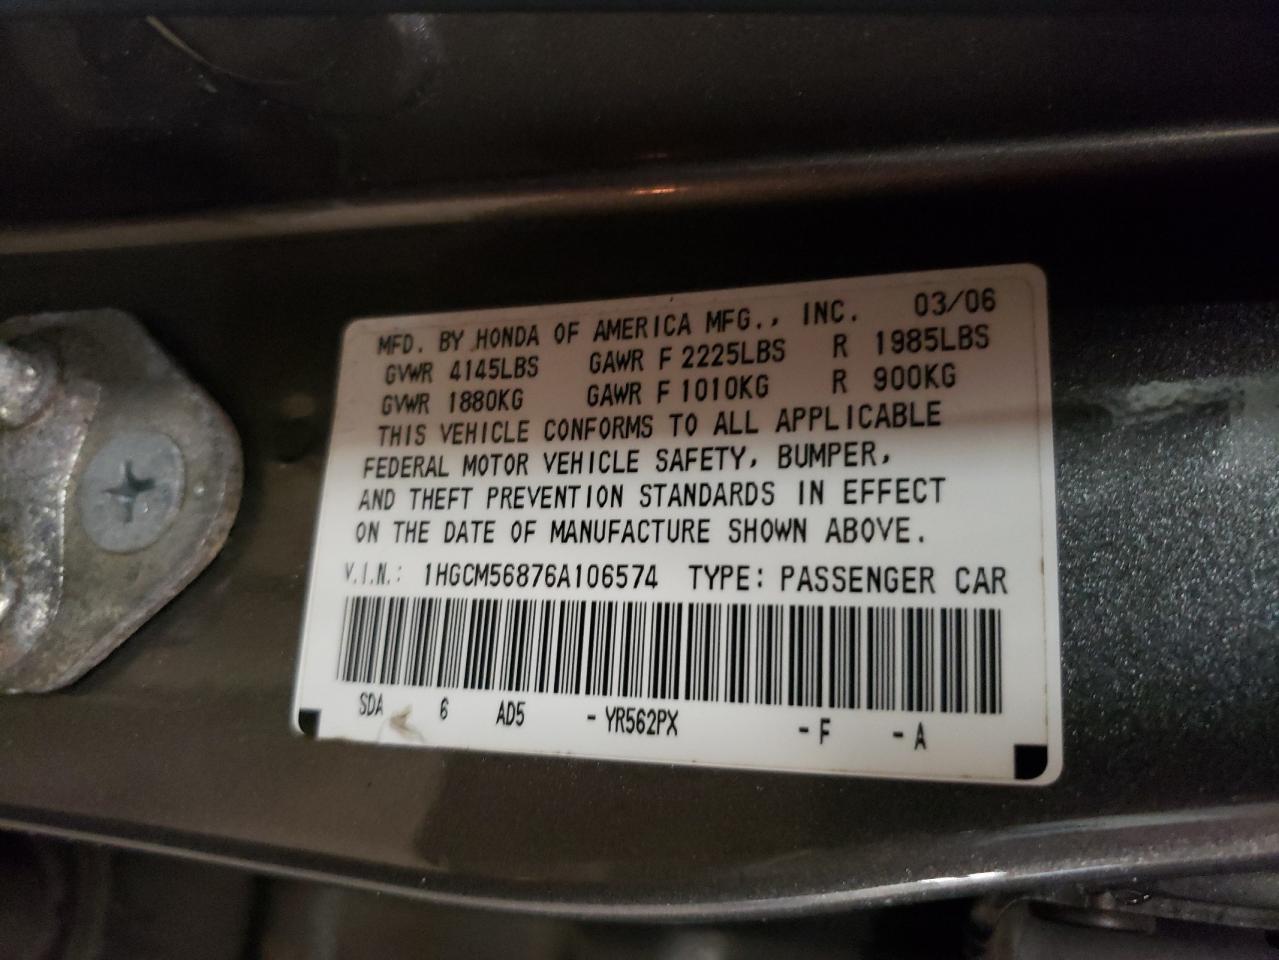 MFD. BY HONDA OF AMERICA MFG., INC. 03/06
GVWR 4145LBS GAWR F 2225LBS R 1985LBS
GVWR 1880KG GAWR F 1010KG R 900KG
THIS VEHICLE CONFORMS TO ALL APPLICABLE
FEDERAL MOTOR VEHICLE SAFETY, BUMPER,
AND THEFT PREVENTION STANDARDS IN EFFECT
ON THE DATE OF MANUFACTURE SHOWN ABOVE.
V.I.N.: 1HGCM56876A106574 TYPE: PASSENGER CAR
SDA 6 AD5 - YR562PX - F - A